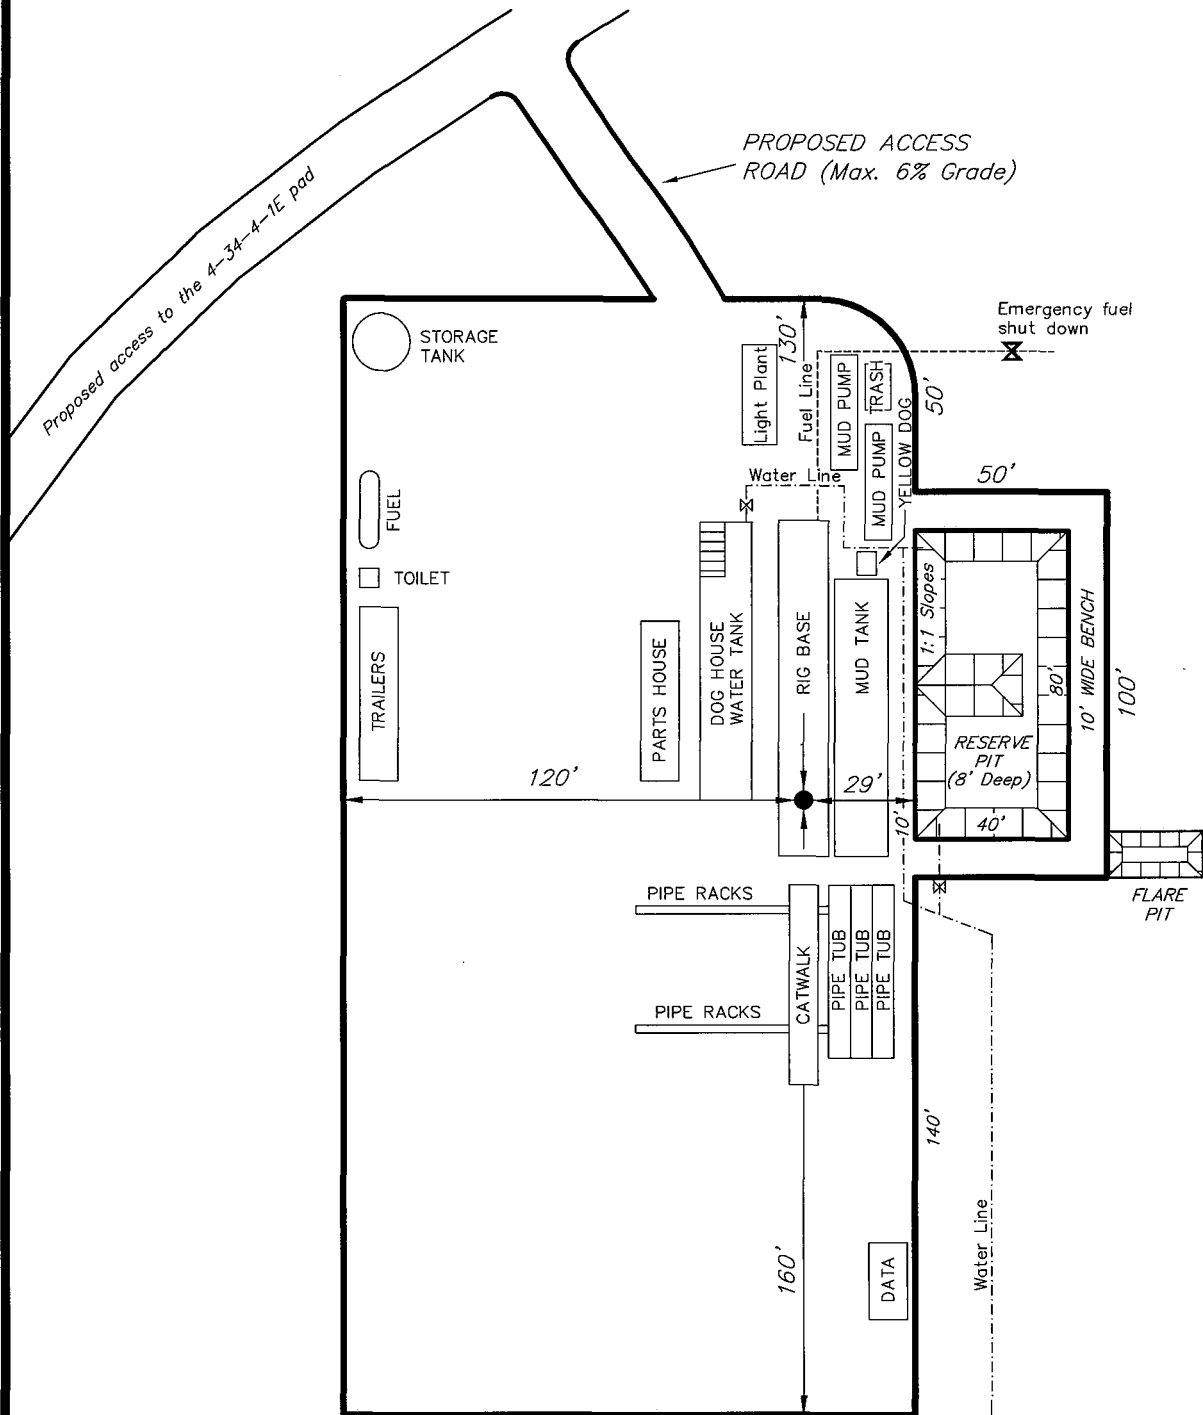 PROPOSED ACCESS
ROAD (Max. 6% Grade)
Proposed access to the 4-34-4-1E pad
Emergency fuel
shut down
STORAGE
TANK
130'
Light Plant
Fuel Line
MUD PUMP
TRASH
50'
MUD PUMP
YELLOW DOG
Water Line
50'
FUEL
TOILET
TRAILERS
PARTS HOUSE
DOG HOUSE
WATER TANK
RIG BASE
MUD TANK
1:1 Slopes
80'
10' WIDE BENCH
100'
RESERVE
PIT
(8' Deep)
120'
29'
10'
40'
FLARE
PIT
PIPE RACKS
CATWALK
PIPE TUB
PIPE TUB
PIPE TUB
PIPE RACKS
140'
160'
DATA
Water Line